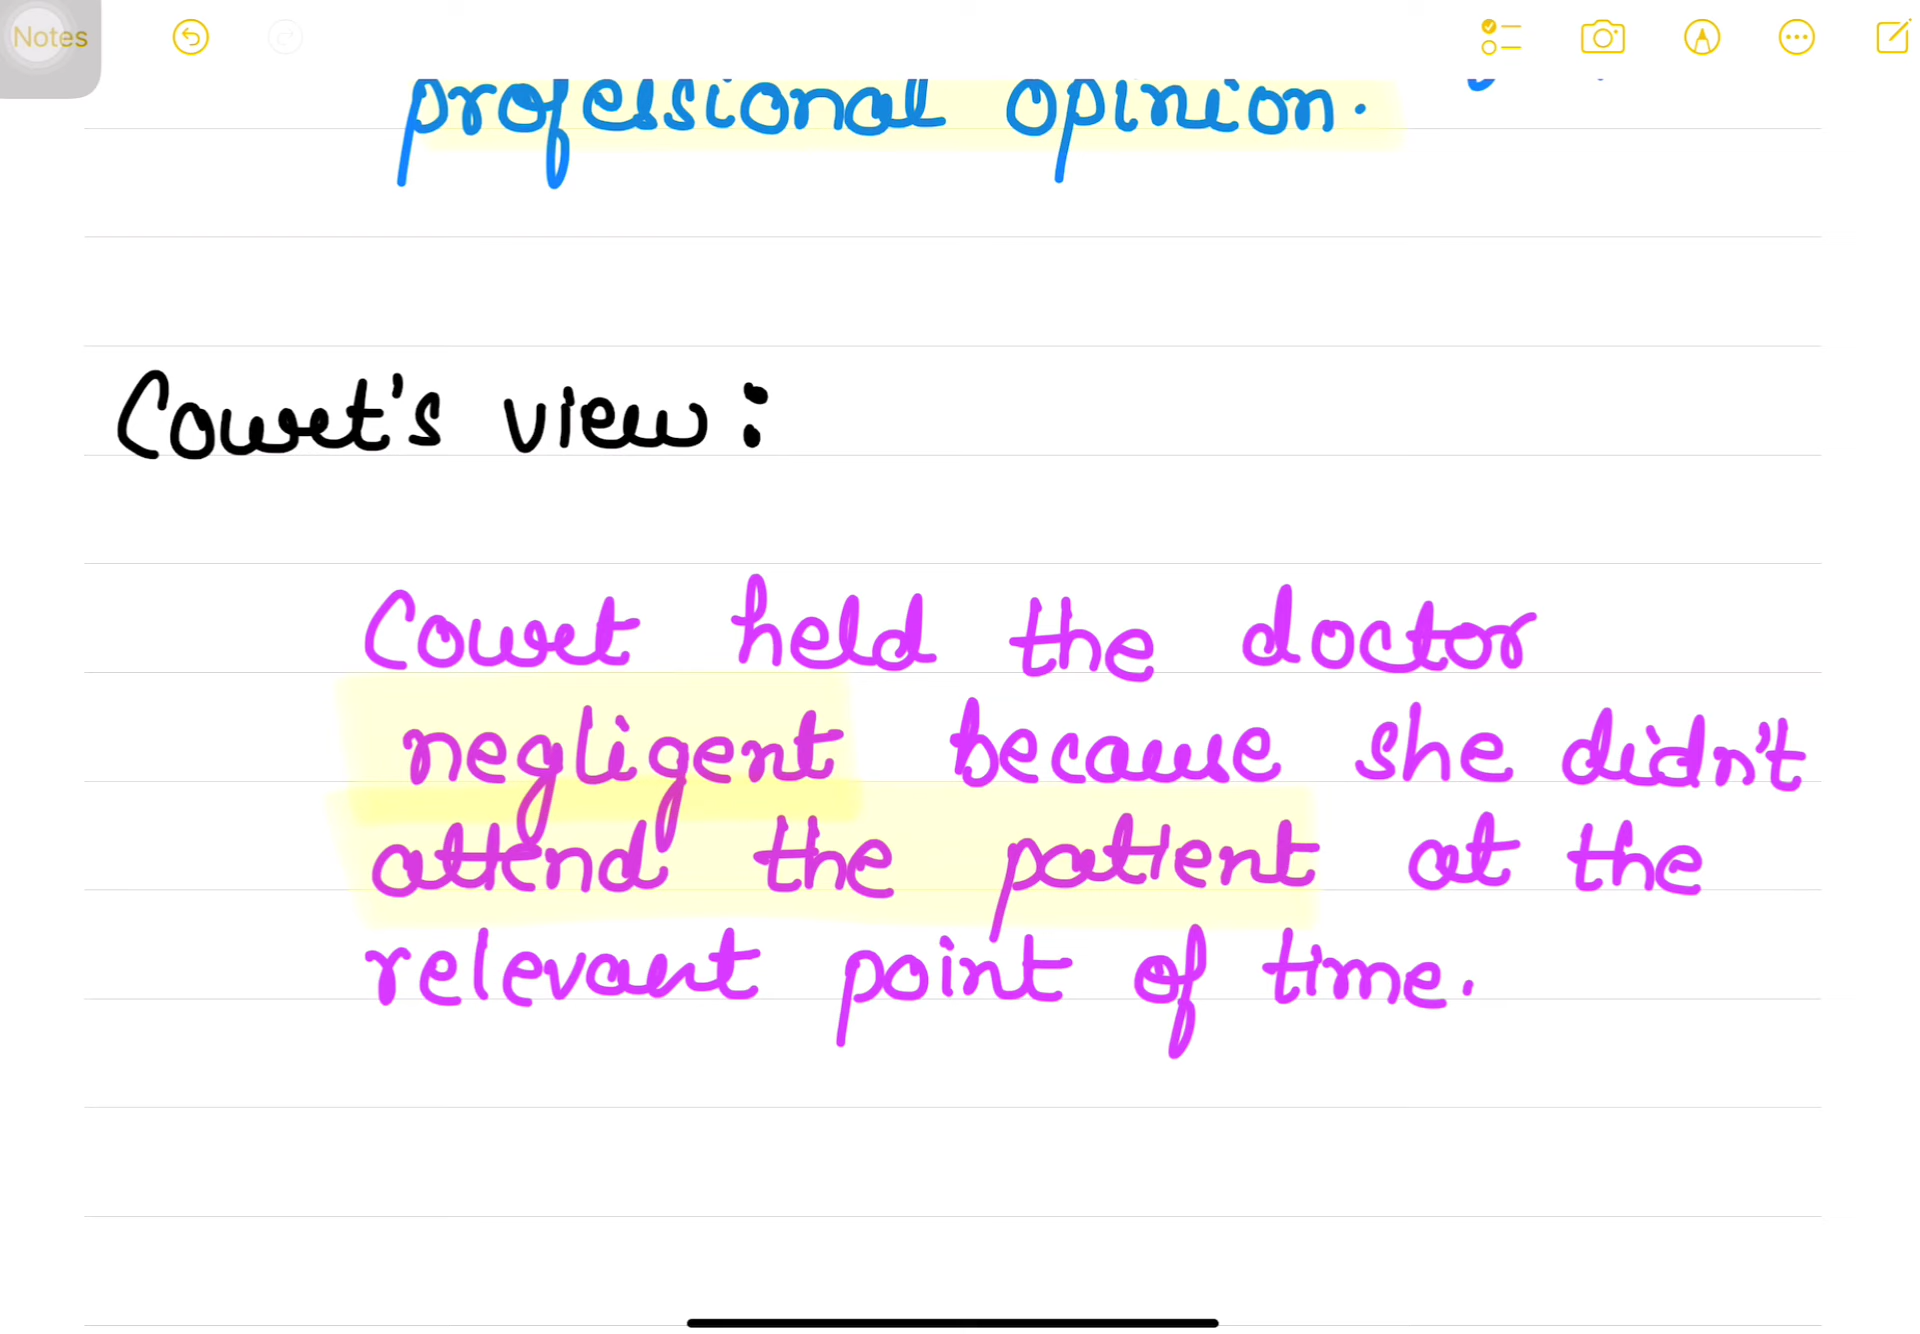 Notes
professional opinion.
Court's view:
Court held the doctor
negligent because she didn't
attend the patient at the
relevant point of time.